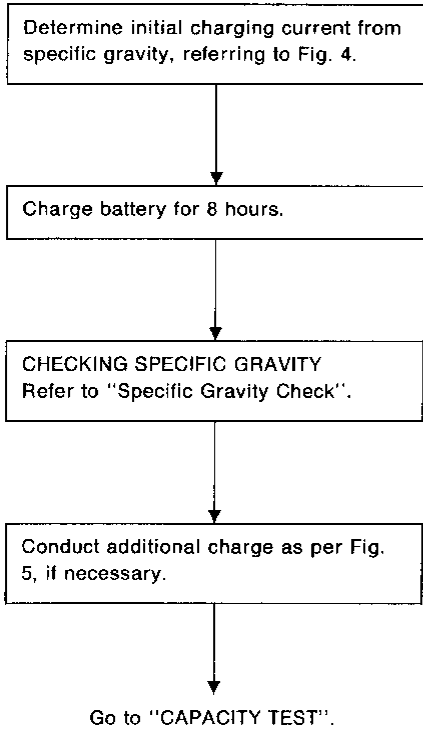 Determine initial charging current from
specific gravity, referring to Fig. 4.
Charge battery for 8 hours.
CHECKING SPECIFIC GRAVITY
Refer to "Specific Gravity Check".
Conduct additional charge as per Fig.
5, if necessary.
Go to "CAPACITY TEST".